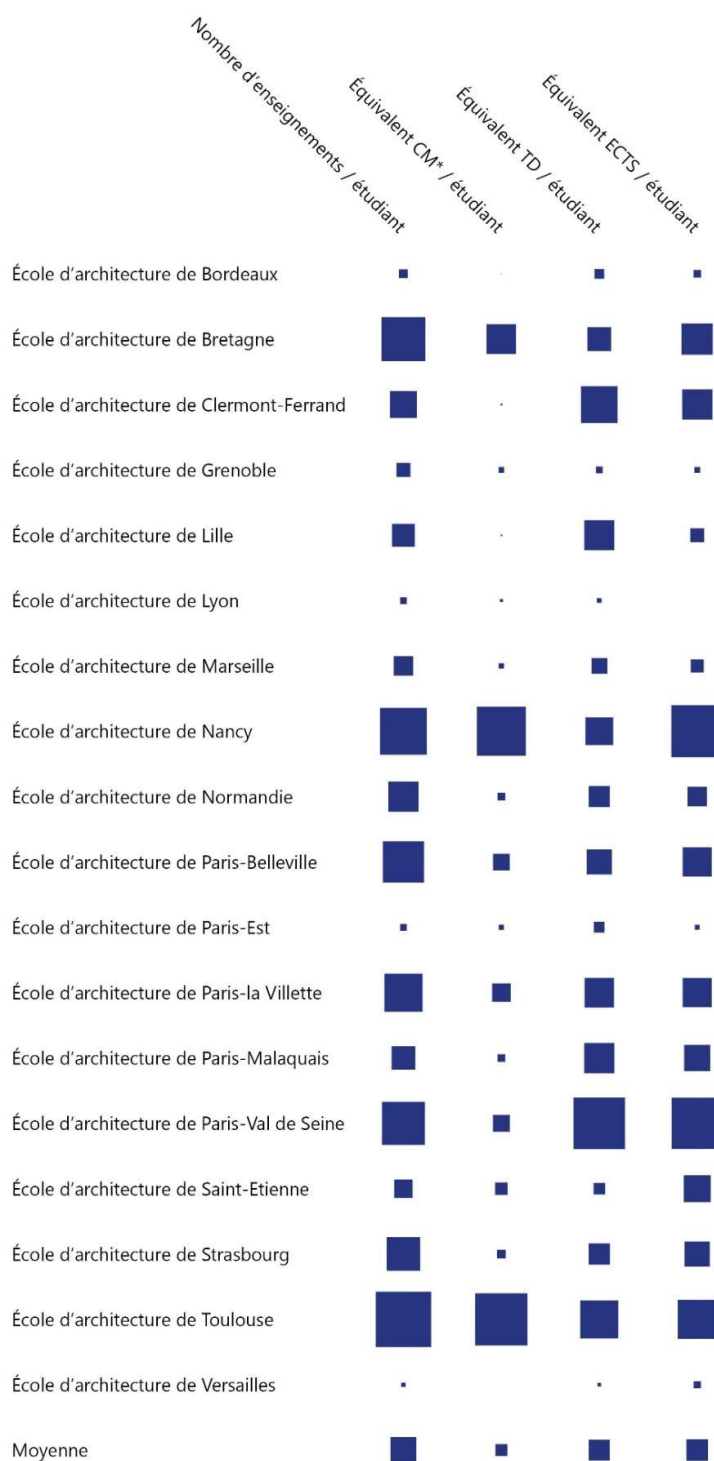 Nombre d'enseignements / étudiant
Équivalent CM* / étudiant
Équivalent TD / étudiant
Équivalent ECTS / étudiant
École d'architecture de Bordeaux
École d'architecture de Bretagne
École d'architecture de Clermont-Ferrand
École d'architecture de Grenoble
École d'architecture de Lille
École d'architecture de Lyon
École d'architecture de Marseille
École d'architecture de Nancy
École d'architecture de Normandie
École d'architecture de Paris-Belleville
École d'architecture de Paris-Est
École d'architecture de Paris-la Villette
École d'architecture de Paris-Malaquais
École d'architecture de Paris-Val de Seine
École d'architecture de Saint-Etienne
École d'architecture de Strasbourg
École d'architecture de Toulouse
École d'architecture de Versailles
Moyenne